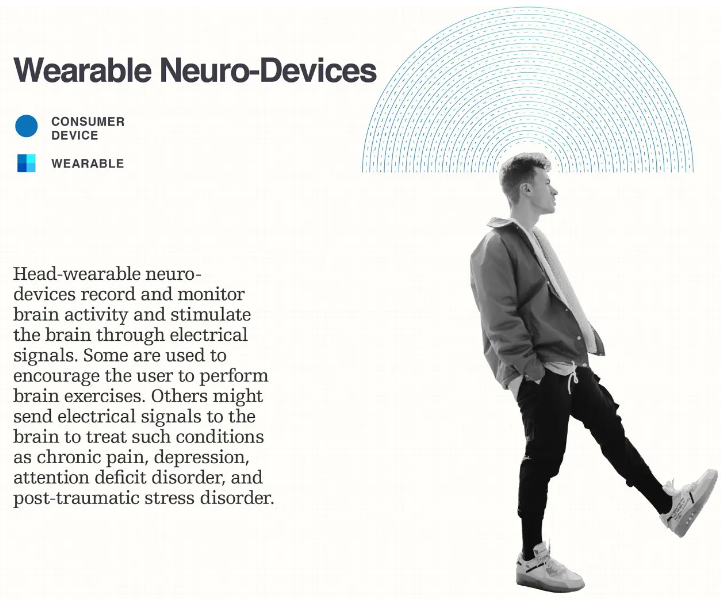 Wearable Neuro-Devices
CONSUMER
DEVICE
WEARABLE
Head-wearable neuro-
devices record and monitor
brain activity and stimulate
the brain through electrical
signals. Some are used to
encourage the user to perform
brain exercises. Others might
send electrical signals to the
brain to treat such conditions
as chronic pain, depression,
attention deficit disorder, and
post-traumatic stress disorder.